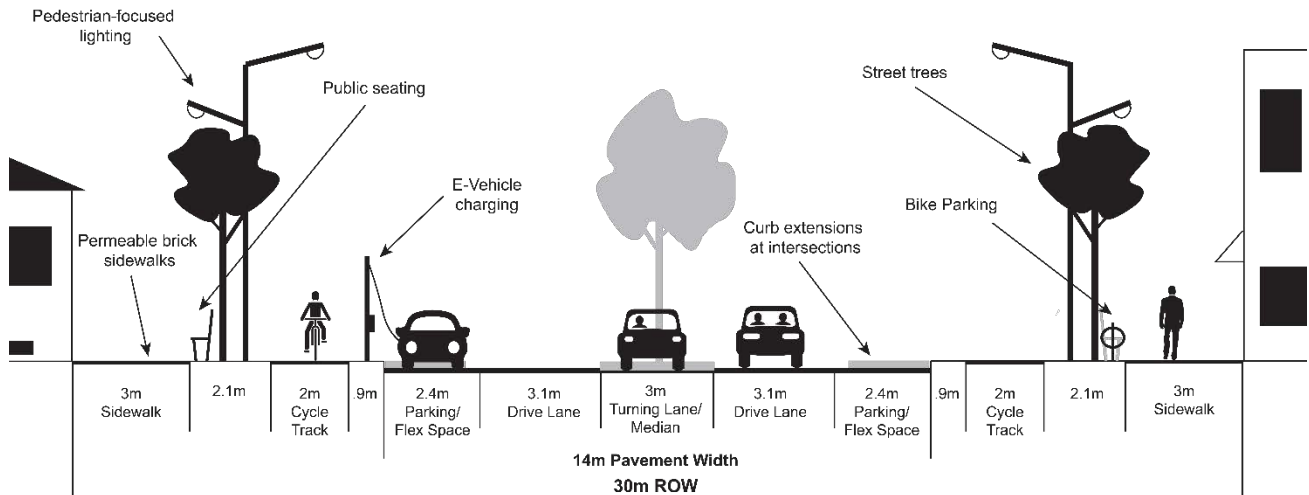 Pedestrian-focused
lighting
Public seating
Street trees
E-Vehicle
charging
Bike Parking
Permeable brick
sidewalks
Curb extensions
at intersections
3m
Sidewalk
2.1m
2m
Cycle
Track
.9m
2.4m
Parking/
Flex Space
3.1m
Drive Lane
3m
Turning Lane/
Median
3.1m
Drive Lane
2.4m
Parking/
Flex Space
.9m
2m
Cycle
Track
2.1m
3m
Sidewalk
14m Pavement Width
30m ROW